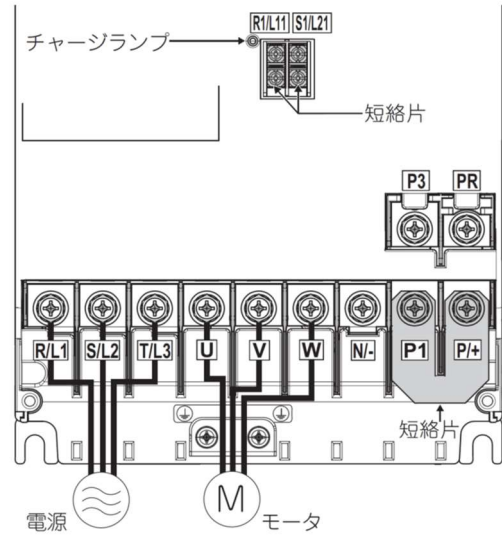 R1/L11 S1/L21
チャージランプ
短絡片
P3 PR
R/L1 S/L2 T/L3 U V W N/- P1 P/+
短絡片
M
電源 モータ